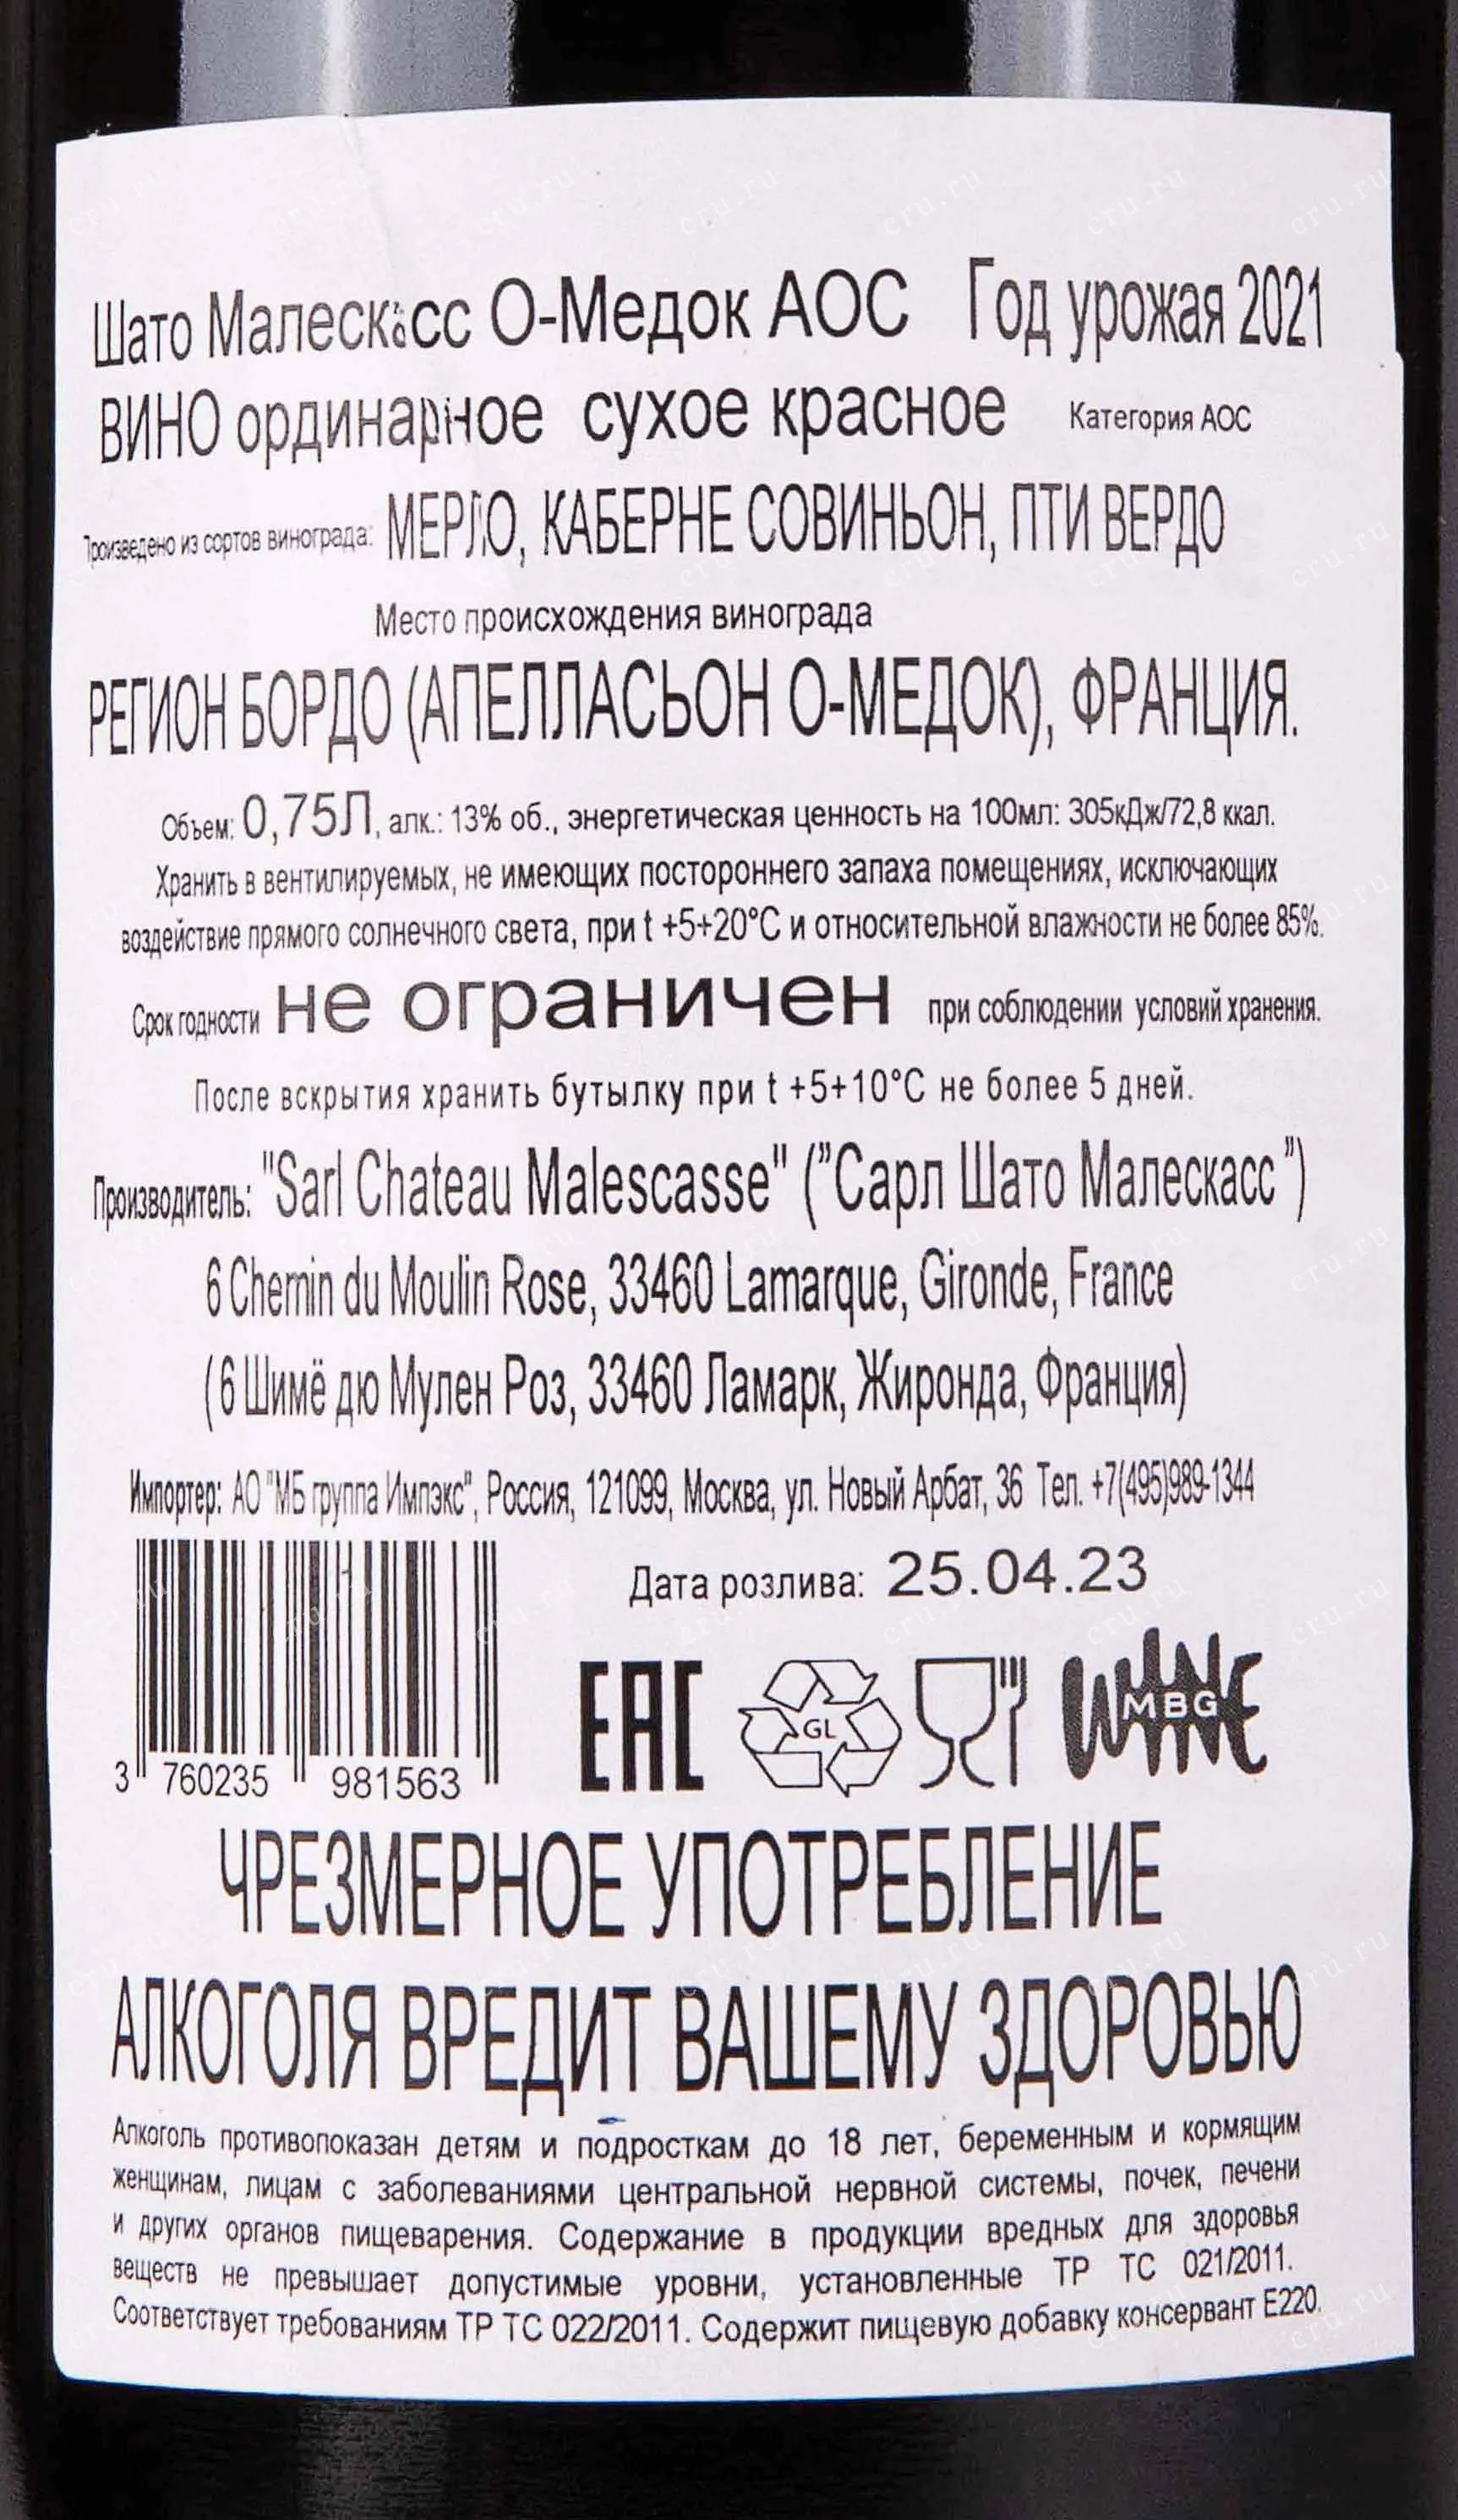 Шато Малескасс О-Медок АОС Год урожая 2021
ВИНО ординарное сухое красное Категория АОС
Произведено из сортов винограда: МЕРЛО, КАБЕРНЕ СОВИНЬОН, ПТИ ВЕРДО
Место происхождения винограда
РЕГИОН БОРДО (АПЕЛЛАСЬОН О-МЕДОК), ФРАНЦИЯ.
Объем: 0,75Л, алк.: 13% об., энергетическая ценность на 100мл: 305кДж/72,8 ккал.
Хранить в вентилируемых, не имеющих постороннего запаха помещениях, исключающих
воздействие прямого солнечного света, при t +5+20°C и относительной влажности не более 85%.
Срок годности не ограничен при соблюдении условий хранения.
После вскрытия хранить бутылку при t +5+10°C не более 5 дней.
Производитель: "Sarl Chateau Malescasse" ("Сарл Шато Малескасс")
6 Chemin du Moulin Rose, 33460 Lamarque, Gironde, France
(6 Шимё дю Мулен Роз, 33460 Ламарк, Жиронда, Франция)
Импортер: АО "МБ группа Импэкс", Россия, 121099, Москва, ул. Новый Арбат, 36 Тел. +7(495)989-1344
Дата розлива: 25.04.23
EAC GL WINE MBG
3 760235 981563
ЧРЕЗМЕРНОЕ УПОТРЕБЛЕНИЕ
АЛКОГОЛЯ ВРЕДИТ ВАШЕМУ ЗДОРОВЬЮ
Алкоголь противопоказан детям и подросткам до 18 лет, беременным и кормящим
женщинам, лицам с заболеваниями центральной нервной системы, почек, печени
и других органов пищеварения. Содержание в продукции вредных для здоровья
веществ не превышает допустимые уровни, установленные ТР ТС 021/2011.
Соответствует требованиям ТР ТС 022/2011. Содержит пищевую добавку консервант Е220.
cru.ru